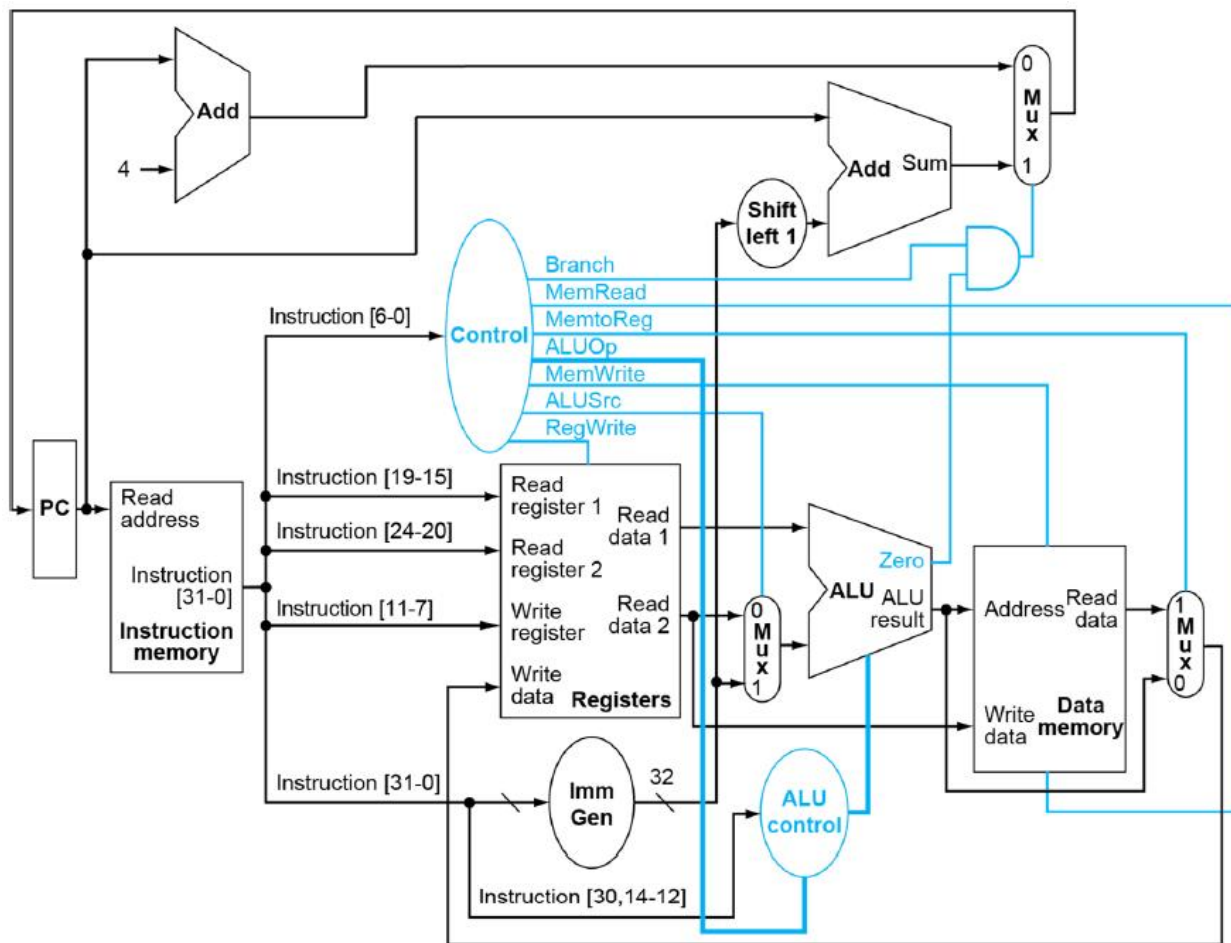 Add
4
0
Mux
1
Add Sum
Shift
left 1
Branch
MemRead
MemtoReg
ALUOp
MemWrite
ALUSrc
RegWrite
Control
Instruction [6-0]
PC
Read
address
Instruction
[31-0]
Instruction
memory
Instruction [19-15]
Instruction [24-20]
Instruction [11-7]
Instruction [31-0]
Read
register 1
Read
register 2
Write
register
Write
data
Read
data 1
Read
data 2
Registers
0
Mux
1
Zero
ALU
ALU
result
Address
Read
data
Write
data
Data
memory
1
Mux
0
Imm
Gen
32
ALU
control
Instruction [30,14-12]